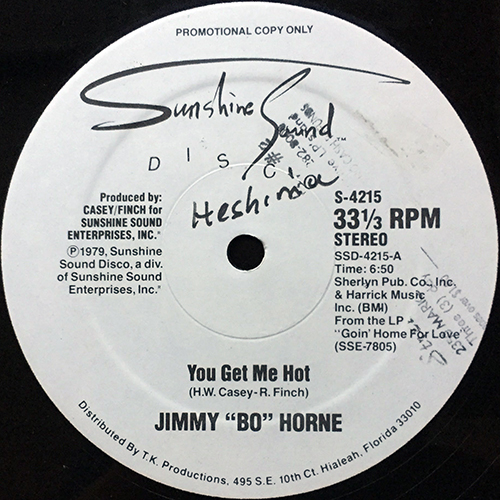 PROMOTIONAL COPY ONLY
Sunshine Sound
DISCO
Produced by:
CASEY/FINCH for
SUNSHINE SOUND
ENTERPRISES, INC.*
Ⓟ1979, Sunshine
Sound Disco, a div.
of Sunshine Sound
Enterprises, Inc.*
S-4215
33⅓ RPM
STEREO
SSD-4215-A
Time: 6:50
Sherlyn Pub. Co., Inc.
& Harrick Music
Inc. (BMI)
From the LP
"Goin' Home For Love"
(SSE-7805)
You Get Me Hot
(H.W. Casey-R. Finch)
JIMMY "BO" HORNE
Distributed By T.K. Productions, 495 S.E. 10th Ct. Hialeah, Florida 33010